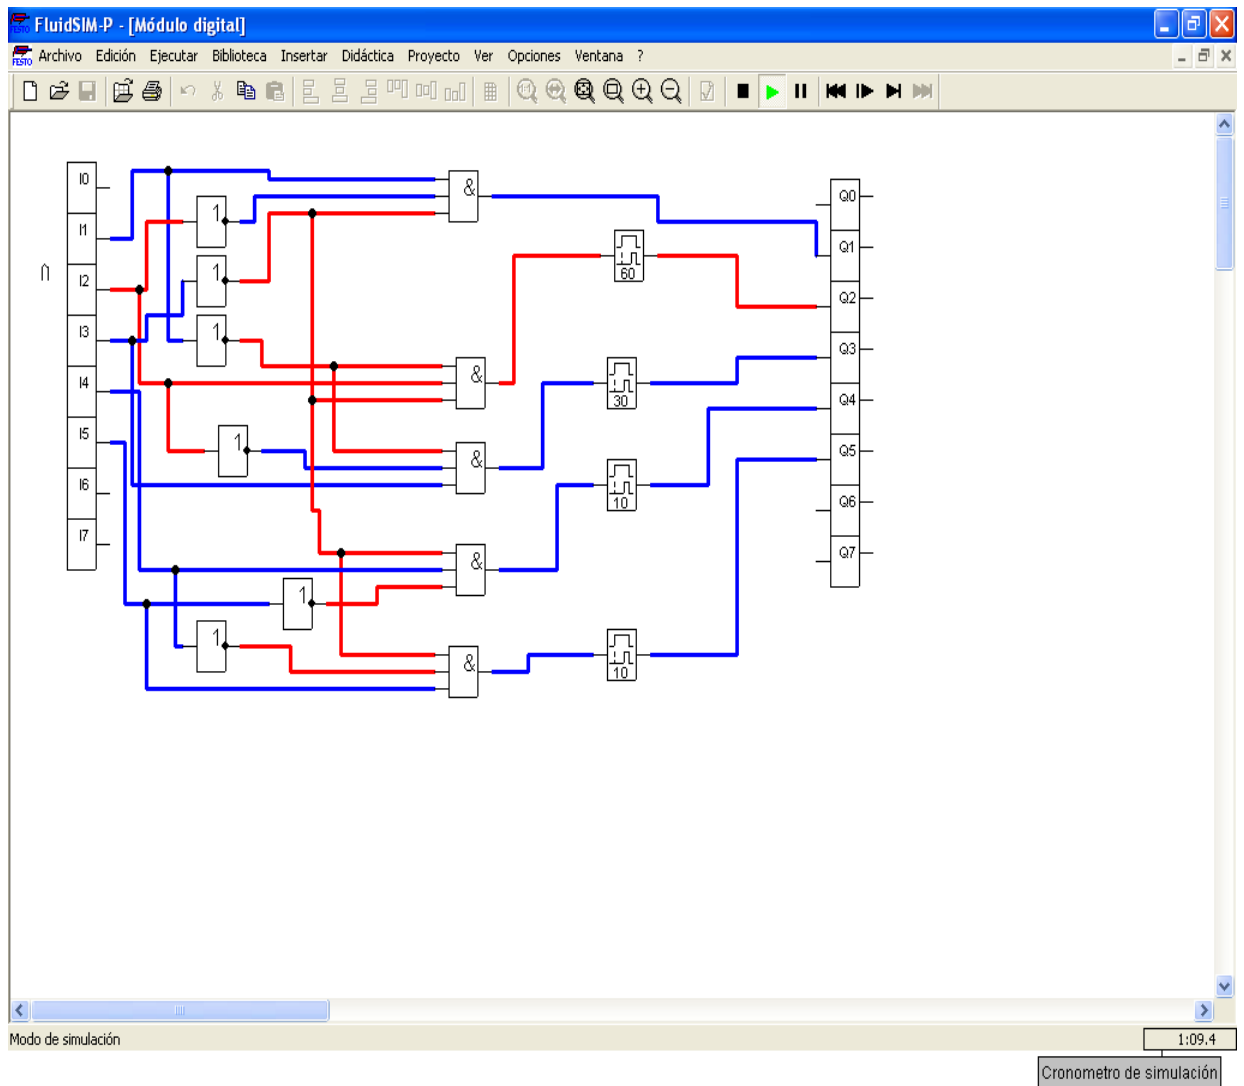 FluidSIM-P - [Módulo digital]
FESTO Archivo Edición Ejecutar Biblioteca Insertar Didáctica Proyecto Ver Opciones Ventana ?
I0
I1
I2
I3
I4
I5
I6
I7
1
1
1
1
1
1
&
&
&
&
&
60
30
10
10
Q0
Q1
Q2
Q3
Q4
Q5
Q6
Q7
Modo de simulación
1:09.4
Cronometro de simulación